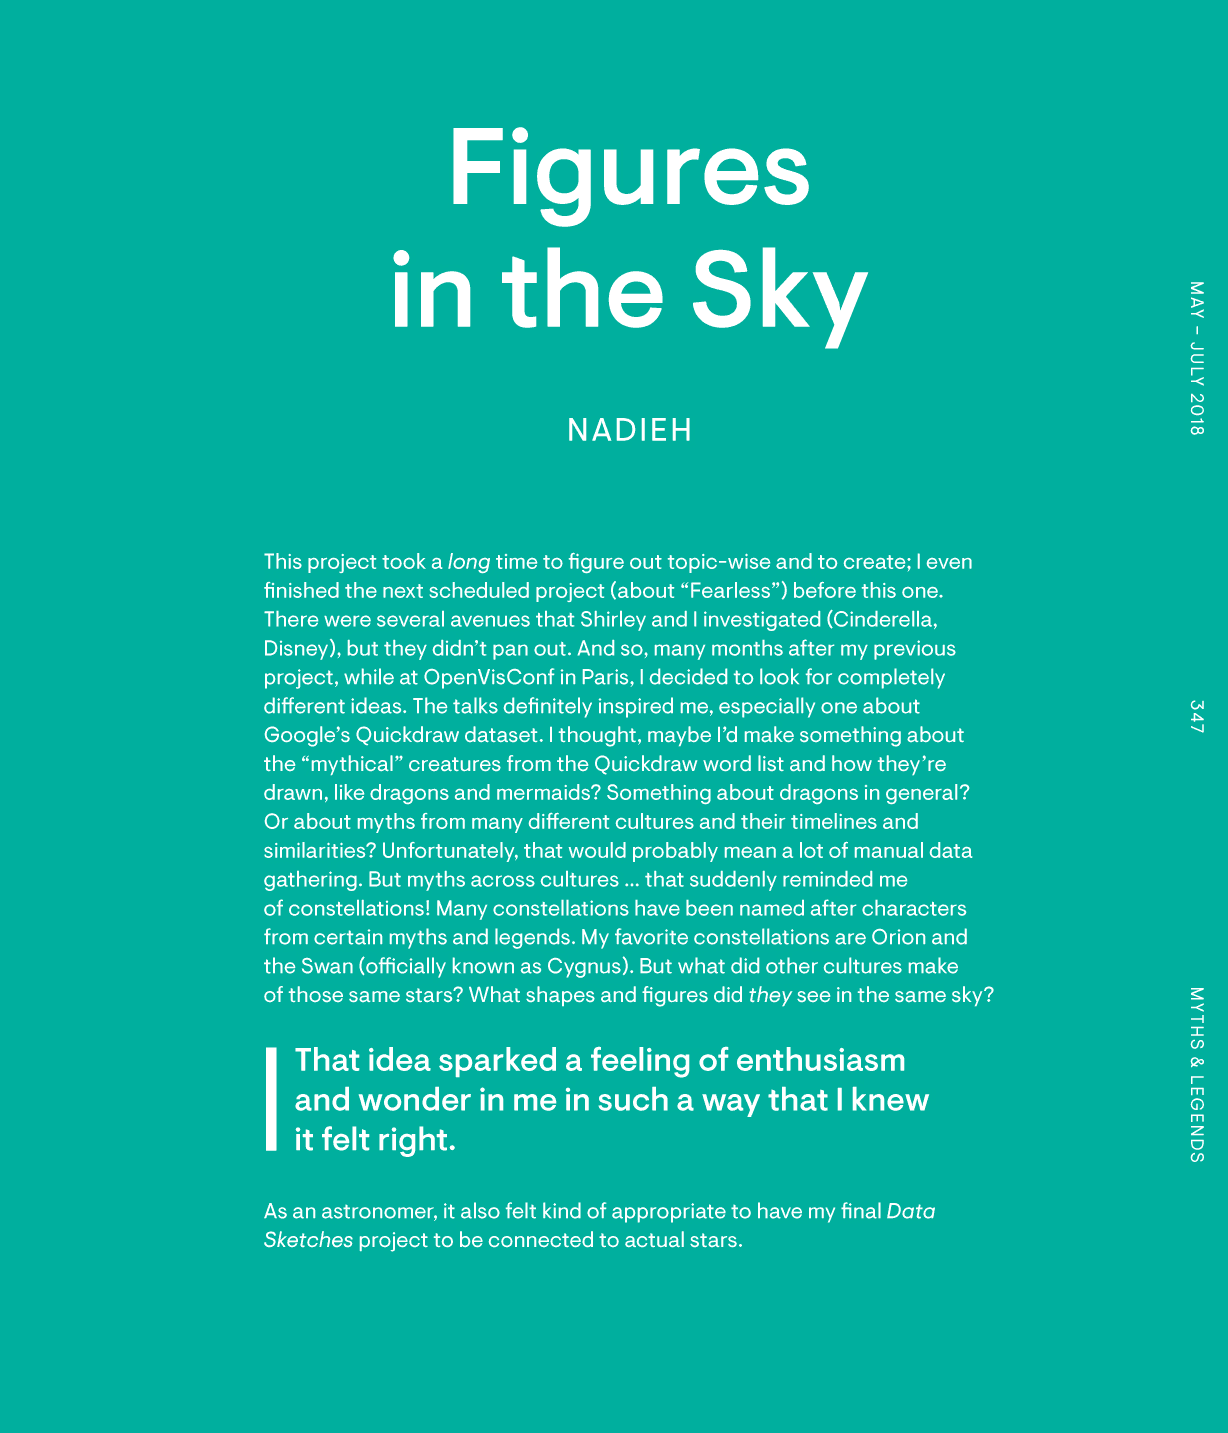 Figures
in the Sky
NADIEH
This project took a long time to figure out topic-wise and to create; I even
finished the next scheduled project (about “Fearless”) before this one.
There were several avenues that Shirley and I investigated (Cinderella,
Disney), but they didn’t pan out. And so, many months after my previous
project, while at OpenVisConf in Paris, I decided to look for completely
different ideas. The talks definitely inspired me, especially one about
Google’s Quickdraw dataset. I thought, maybe I’d make something about
the “mythical” creatures from the Quickdraw word list and how they’re
drawn, like dragons and mermaids? Something about dragons in general?
Or about myths from many different cultures and their timelines and
similarities? Unfortunately, that would probably mean a lot of manual data
gathering. But myths across cultures ... that suddenly reminded me
of constellations! Many constellations have been named after characters
from certain myths and legends. My favorite constellations are Orion and
the Swan (officially known as Cygnus). But what did other cultures make
of those same stars? What shapes and figures did they see in the same sky?
That idea sparked a feeling of enthusiasm
and wonder in me in such a way that I knew
it felt right.
As an astronomer, it also felt kind of appropriate to have my final Data
Sketches project to be connected to actual stars.
MAY – JULY 2018
347
MYTHS & LEGENDS